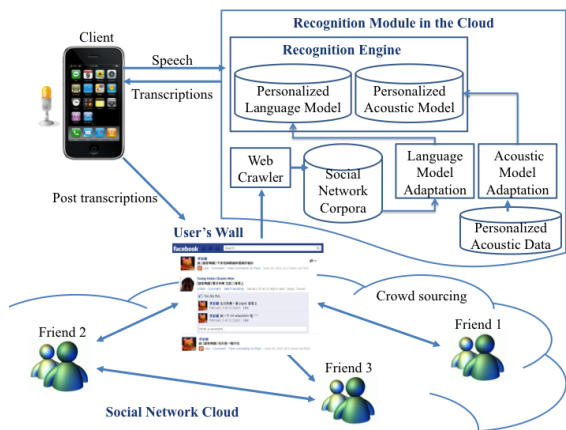 Recognition Module in the Cloud
Client
Recognition Engine
Speech
Transcriptions
Personalized
Language Model
Personalized
Acoustic Model
Web
Crawler
Social
Network
Corpora
Language
Model
Adaptation
Acoustic
Model
Adaptation
Post transcriptions
Personalized
Acoustic Data
User's Wall
facebook
Search
Crowd sourcing
Friend 2
Friend 1
Friend 3
Social Network Cloud